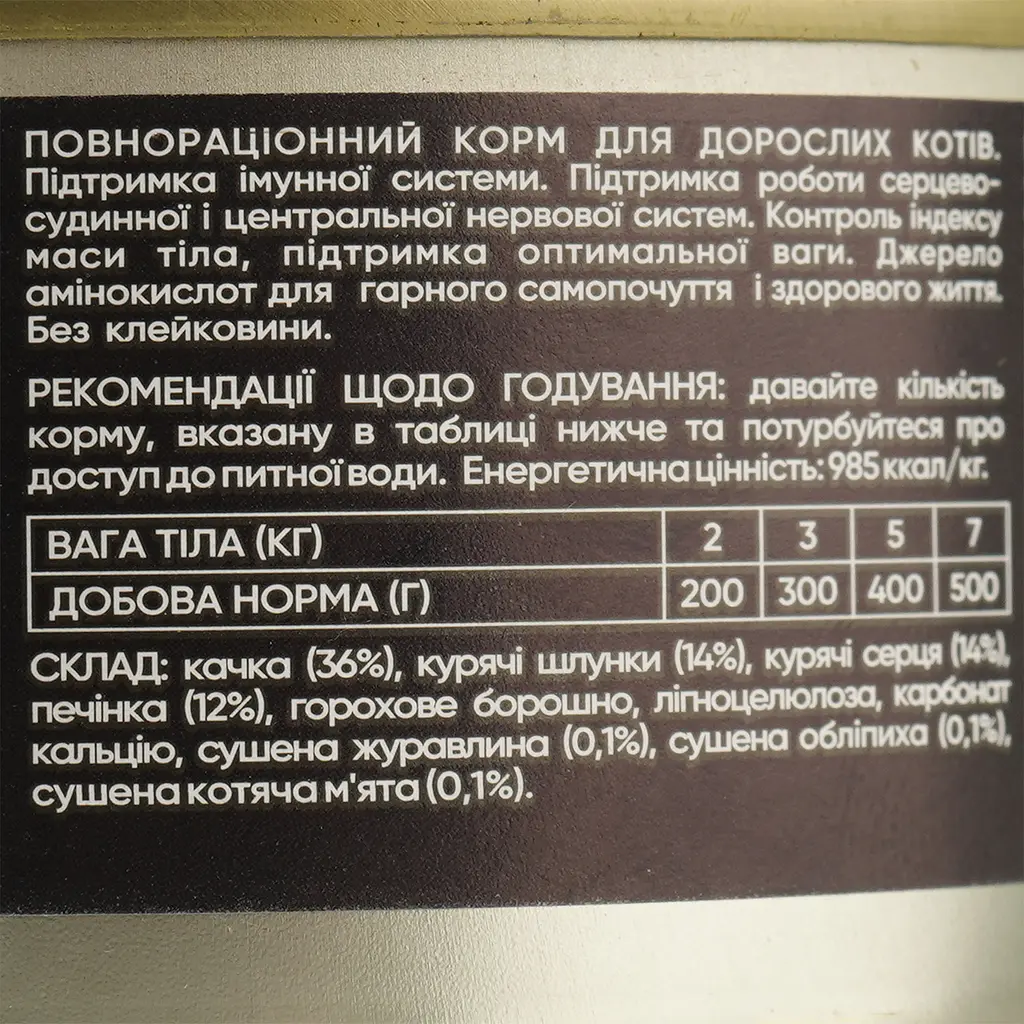 ПОВНОРАЦІОННИЙ КОРМ ДЛЯ ДОРОСЛИХ КОТІВ.
Підтримка імунної системи. Підтримка роботи серцево-
судинної і центральної нервової систем. Контроль індексу
маси тіла, підтримка оптимальної ваги. Джерело
амінокислот для гарного самопочуття і здорового життя.
Без клейковини.
РЕКОМЕНДАЦІЇ ЩОДО ГОДУВАННЯ: давайте кількість
корму, вказану в таблиці нижче та потурбуйтеся про
доступ до питної води. Енергетична цінність: 985 ккал/кг.
ВАГА ТІЛА (КГ) 2 3 5 7
ДОБОВА НОРМА (Г) 200 300 400 500
СКЛАД: качка (36%), курячі шлунки (14%), курячі серця (14%),
печінка (12%), горохове борошно, лігноцелюлоза, карбонат
кальцію, сушена журавлина (0,1%), сушена обліпиха (0,1%),
сушена котяча м'ята (0,1%).